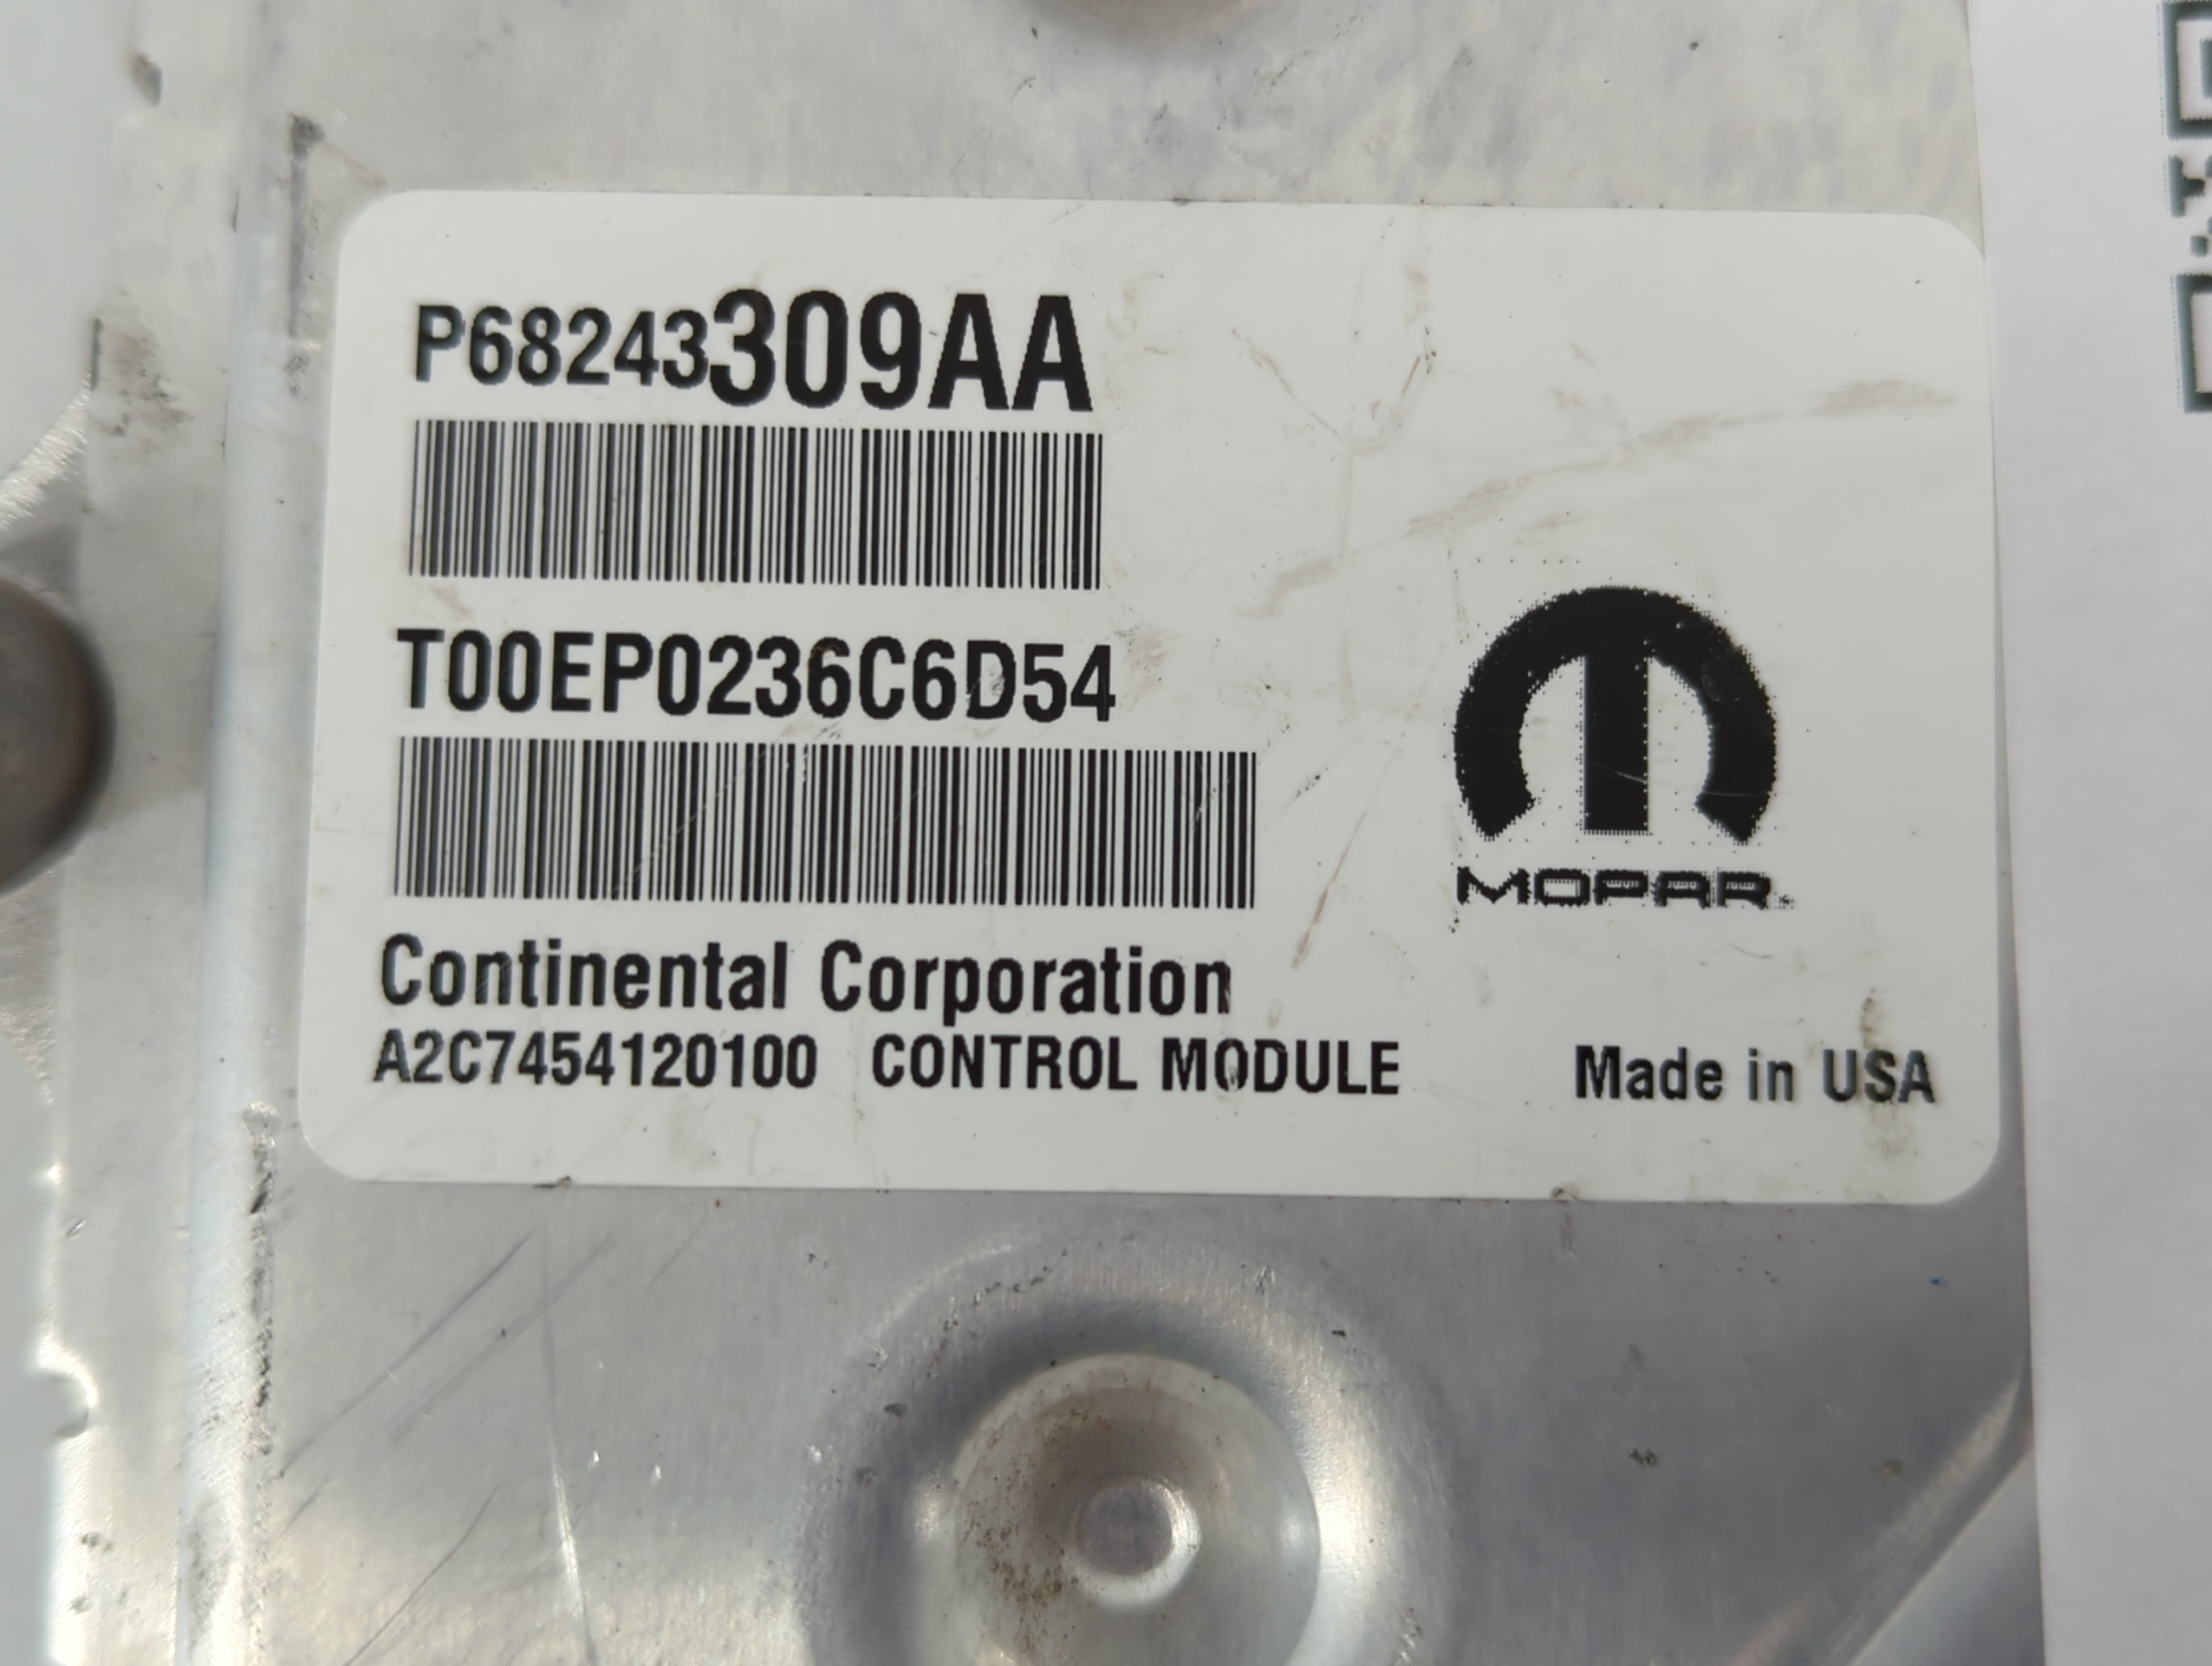 P68243309AA
T00EP0236C6D54
MOPAR
Continental Corporation
A2C7454120100 CONTROL MODULE Made in USA